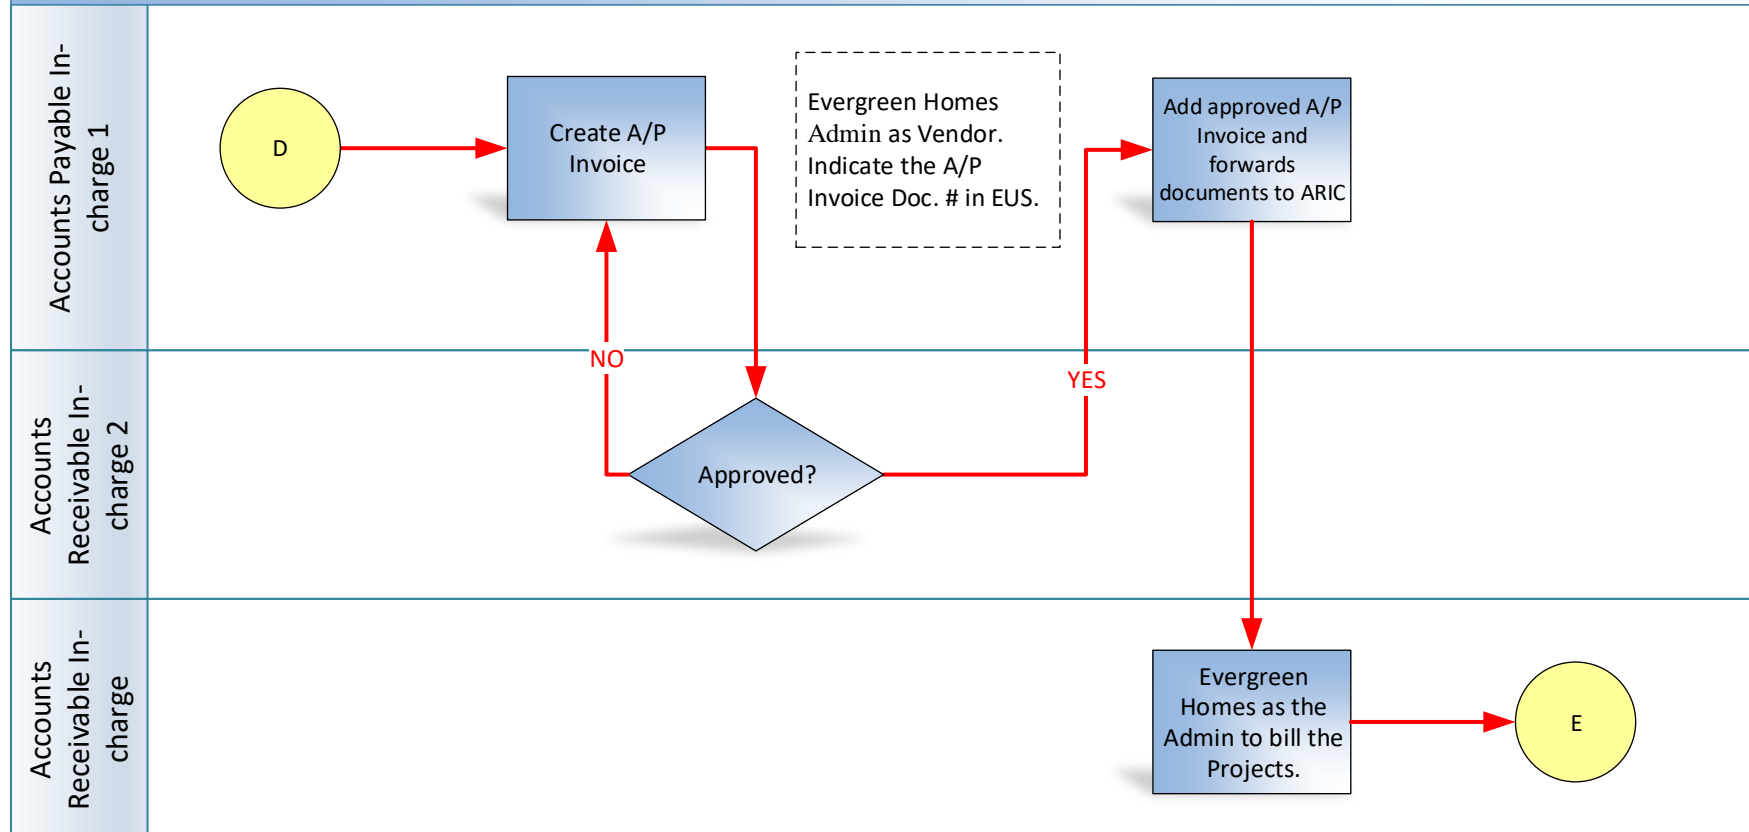 Accounts Payable In-
charge 1
D
Create A/P
Invoice
Evergreen Homes
Admin as Vendor.
Indicate the A/P
Invoice Doc. # in EUS.
Add approved A/P
Invoice and
forwards
documents to ARIC
NO
YES
Accounts
Receivable In-
charge 2
Approved?
Accounts
Receivable In-
charge
Evergreen
Homes as the
Admin to bill the
Projects.
E